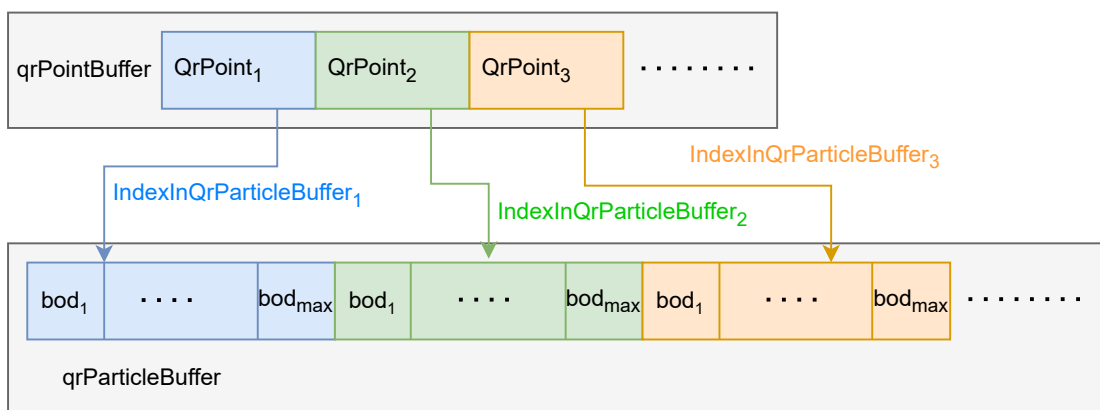 qrPointBuffer QrPoint₁ QrPoint₂ QrPoint₃ ........
IndexInQrParticleBuffer₃
IndexInQrParticleBuffer₁
IndexInQrParticleBuffer₂
bod₁ .... bodₘₐₓ bod₁ .... bodₘₐₓ bod₁ .... bodₘₐₓ ........
qrParticleBuffer